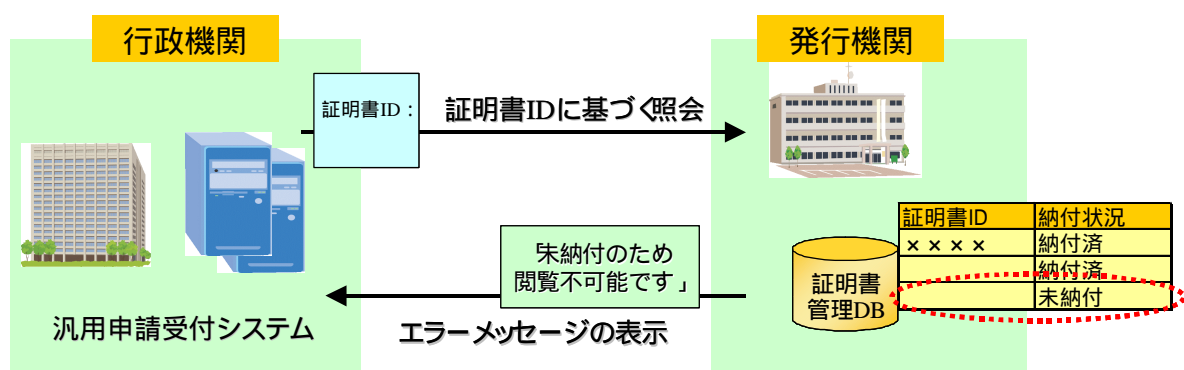 行政機関
発行機関
証明書ID：
証明書IDに基づく照会
証明書ID 納付状況
×××× 納付済
納付済
未納付
「未納付のため
閲覧不可能です」
証明書
管理DB
汎用申請受付システム
エラーメッセージの表示